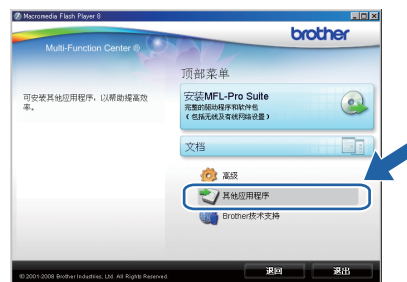 Macromedia Flash Player 8
brother
Multi-Function Center ®
顶部菜单
可安装其他应用程序，以帮助提高效
率。
安装MFL-Pro Suite
完整的驱动程序和软件包
（包括无线及有线网络设置）
文档
高级
其他应用程序
Brother技术支持
© 2001-2008 Brother Industries, Ltd. All Rights Reserved.
退回
退出